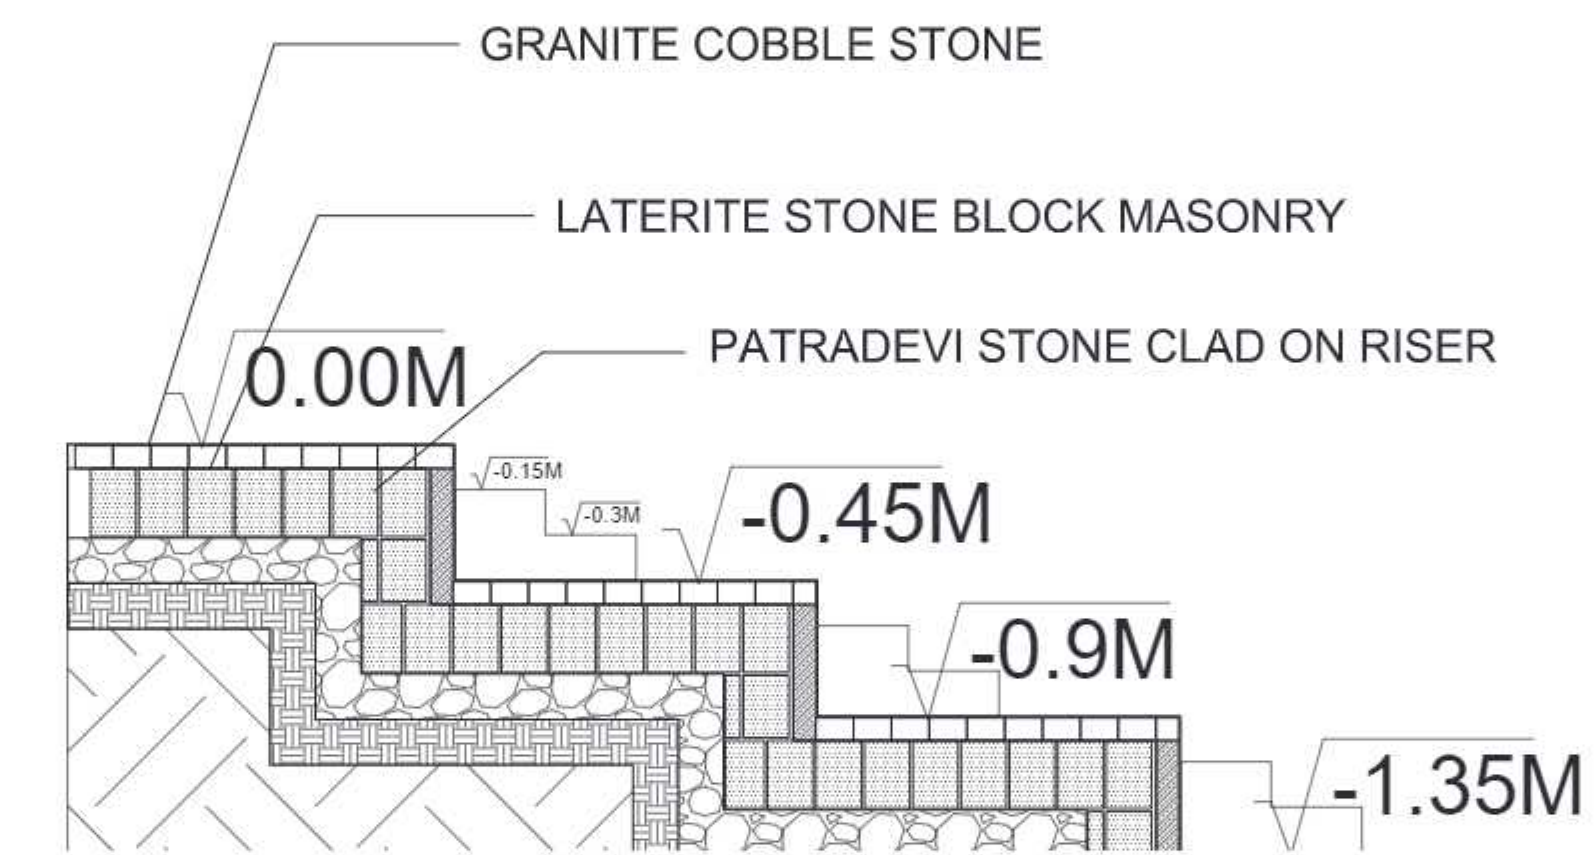 GRANITE COBBLE STONE
LATERITE STONE BLOCK MASONRY
PATRADEVI STONE CLAD ON RISER
0.00M
-0.15M
-0.3M
-0.45M
-0.9M
-1.35M